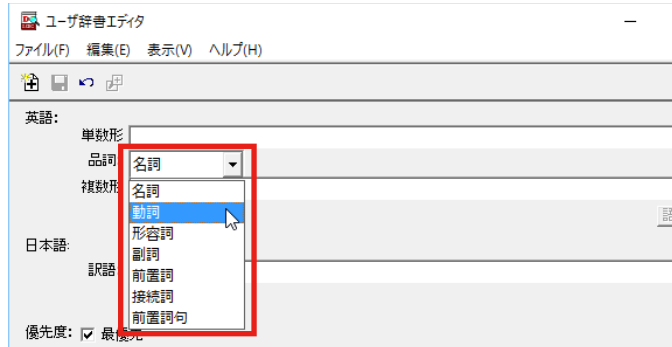 ユーザ辞書エディタ
ファイル(F) 編集(E) 表示(V) ヘルプ(H)
英語:
単数形
品詞 名詞
複数形
名詞
動詞
形容詞
副詞
前置詞
接続詞
前置詞句
日本語:
訳語
優先度: 最優先